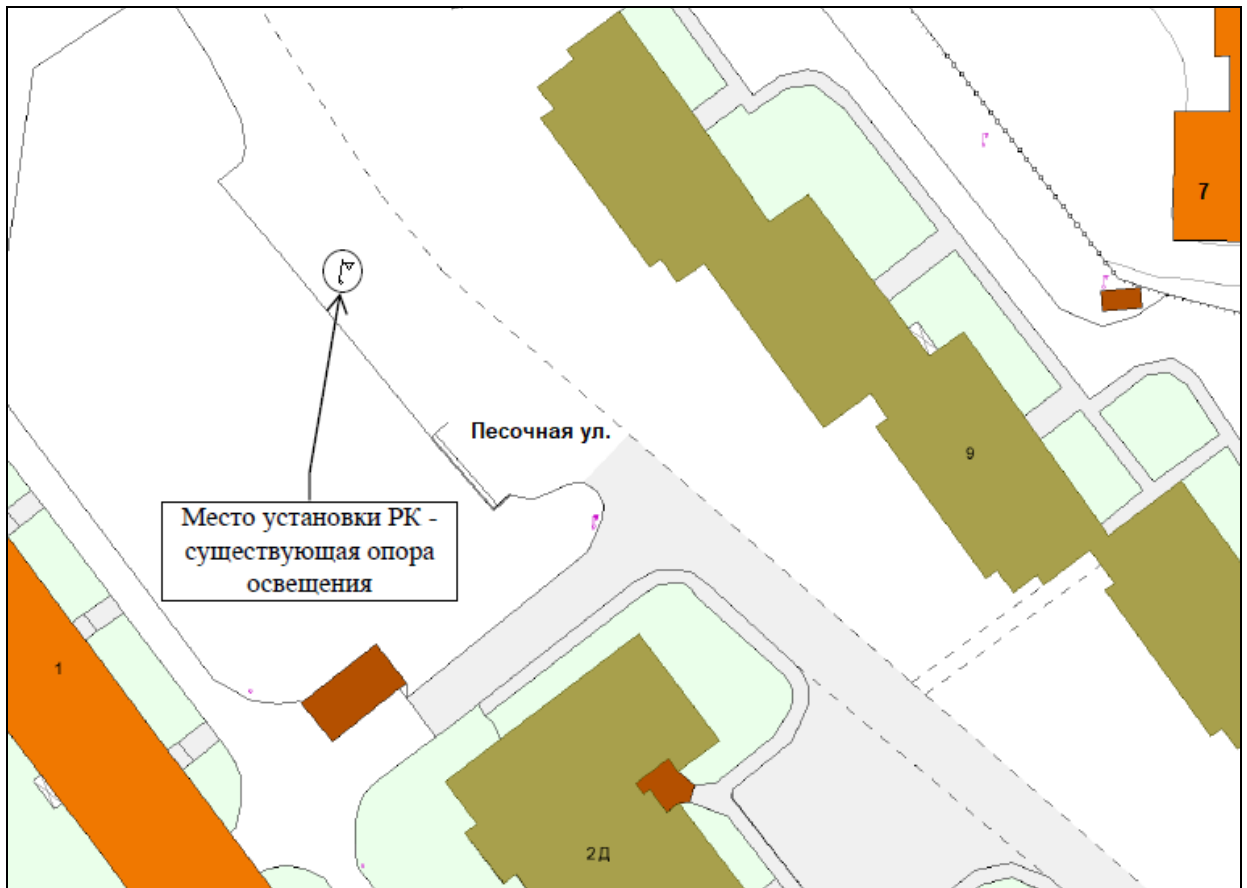 7
Песочная ул.
9
Место установки РК -
существующая опора
освещения
1
2Д